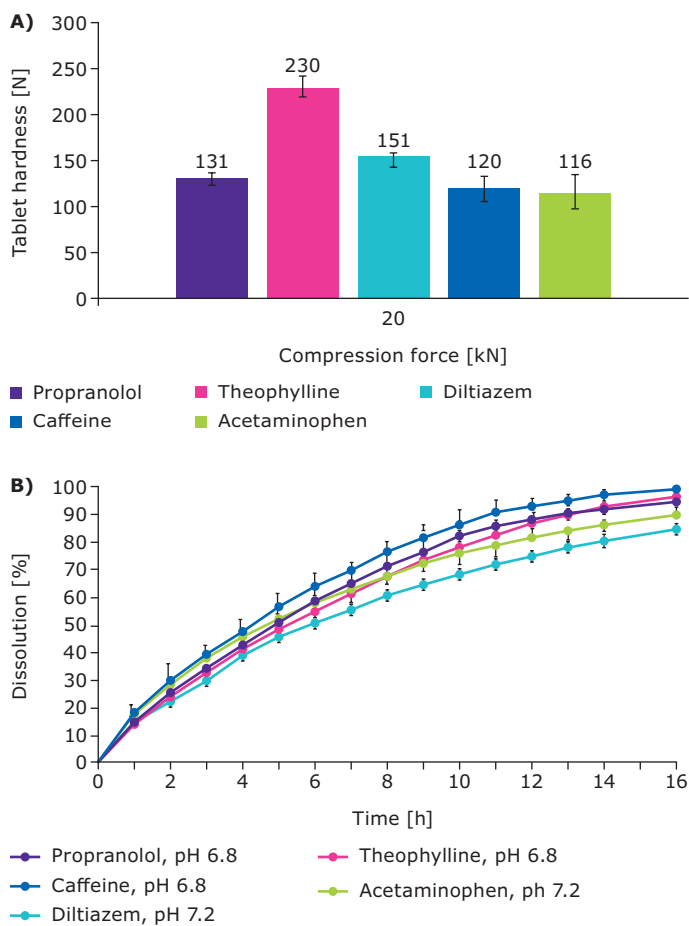 A)
Tablet hardness [N]
300
250
200
150
100
50
0
131
230
151
120
116
20
Compression force [kN]
Propranolol Theophylline Diltiazem
Caffeine Acetaminophen
B)
Dissolution [%]
100
90
80
70
60
50
40
30
20
10
0
0 2 4 6 8 10 12 14 16
Time [h]
Propranolol, pH 6.8 Theophylline, pH 6.8
Caffeine, pH 6.8 Acetaminophen, ph 7.2
Diltiazem, pH 7.2